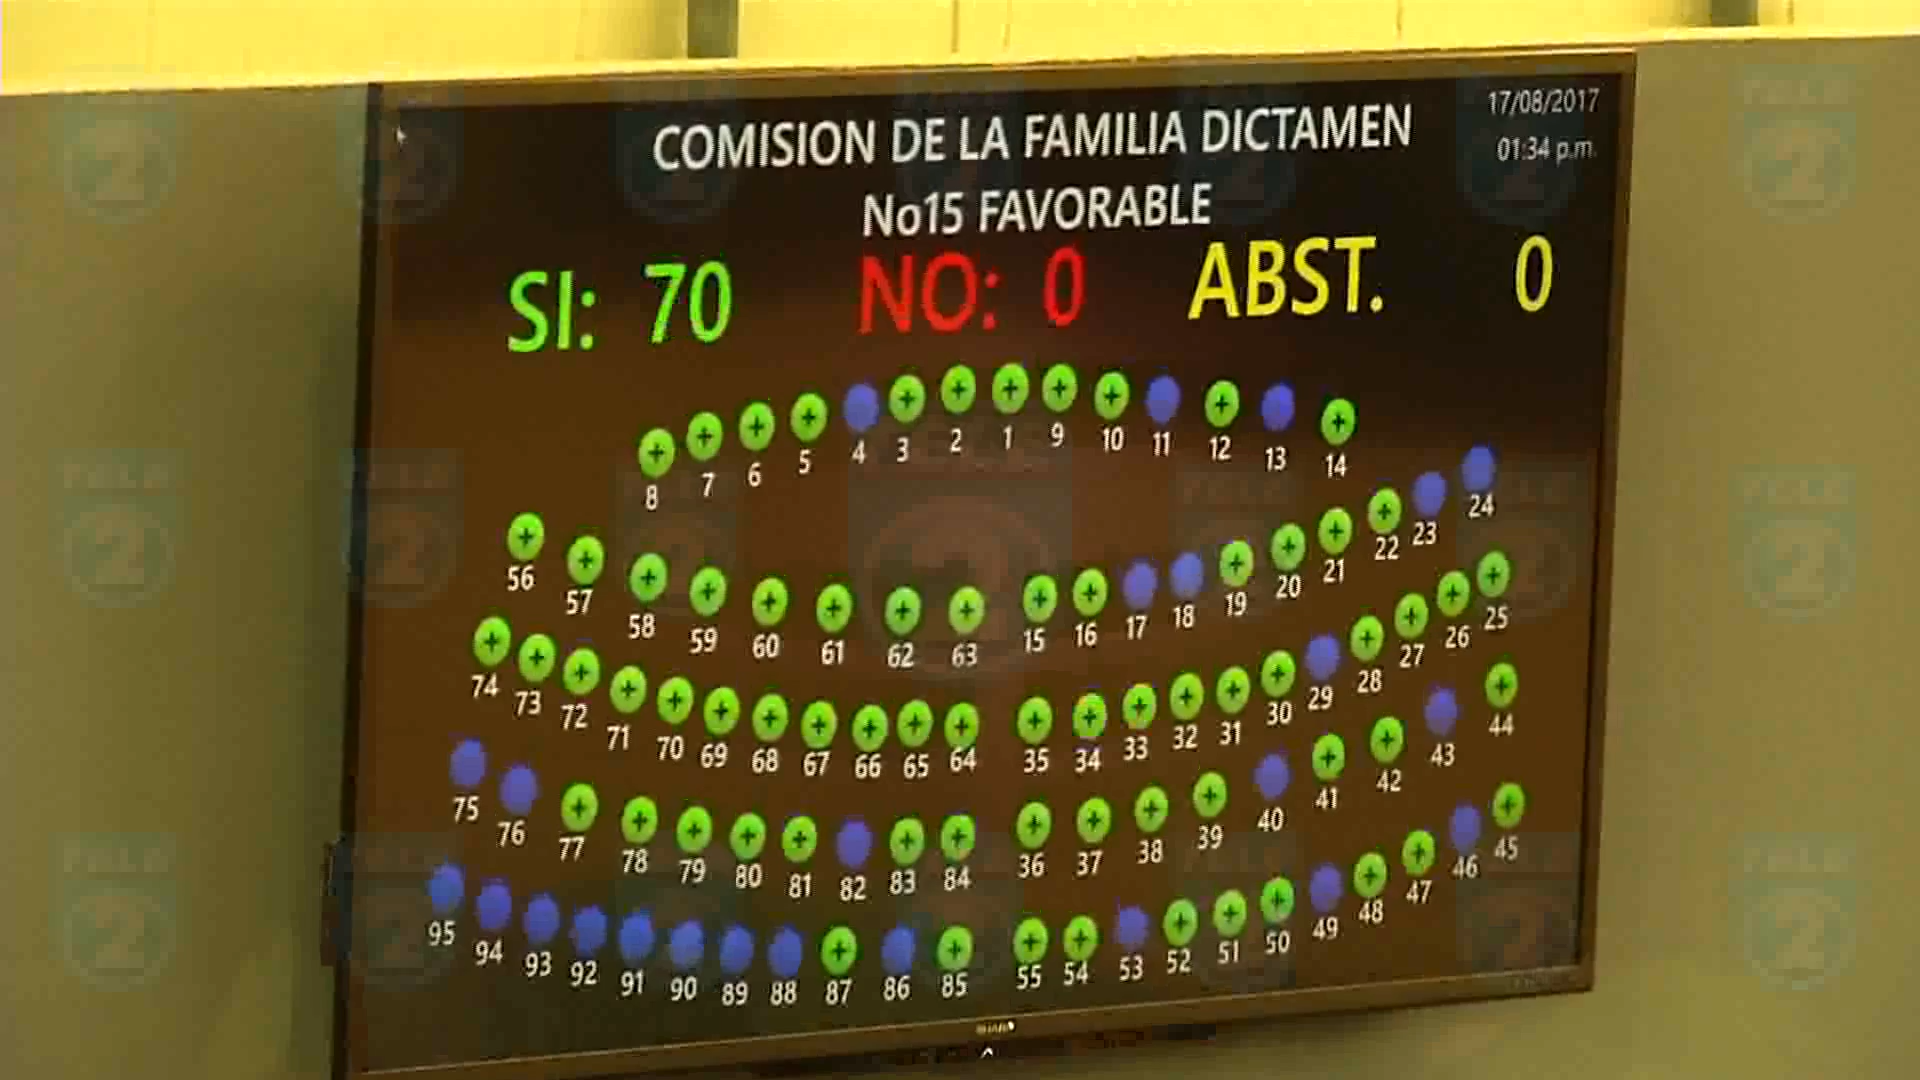 17/08/2017
COMISION DE LA FAMILIA DICTAMEN
01:34 p.m.
No15 FAVORABLE
SI: 70 NO: 0 ABST. 0
8 7 6 5 4 3 2 1 9 10 11 12 13 14
56 57 58 59 60 61 62 63 15 16 17 18 19 20 21 22 23 24
74 73 72 71 70 69 68 67 66 65 64 35 34 33 32 31 30 29 28 27 26 25
75 76 77 78 79 80 81 82 83 84 36 37 38 39 40 41 42 43 44
95 94 93 92 91 90 89 88 87 86 85 55 54 53 52 51 50 49 48 47 46 45